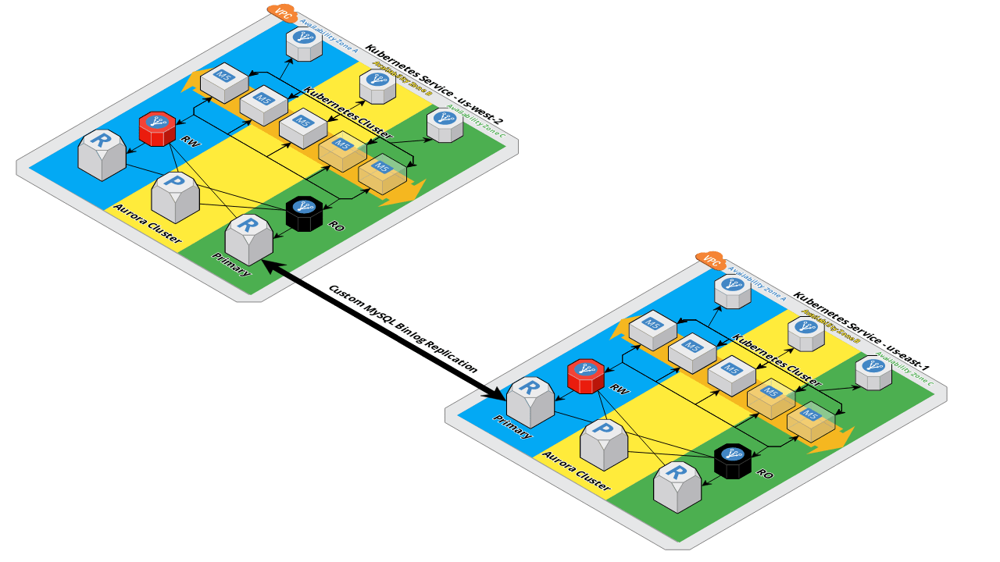 VPC
Availability Zone A
Kubernetes Service - us-west-2
Availability Zone B
Availability Zone C
M5
M5
Kubernetes Cluster
M5
M5
M5
RW
R
P
RO
Aurora Cluster
R
Primary
Custom MySQL Binlog Replication
VPC
Availability Zone A
Kubernetes Service - us-east-1
Availability Zone B
Availability Zone C
M5
M5
Kubernetes Cluster
M5
M5
M5
RW
R
Primary
P
RO
Aurora Cluster
R